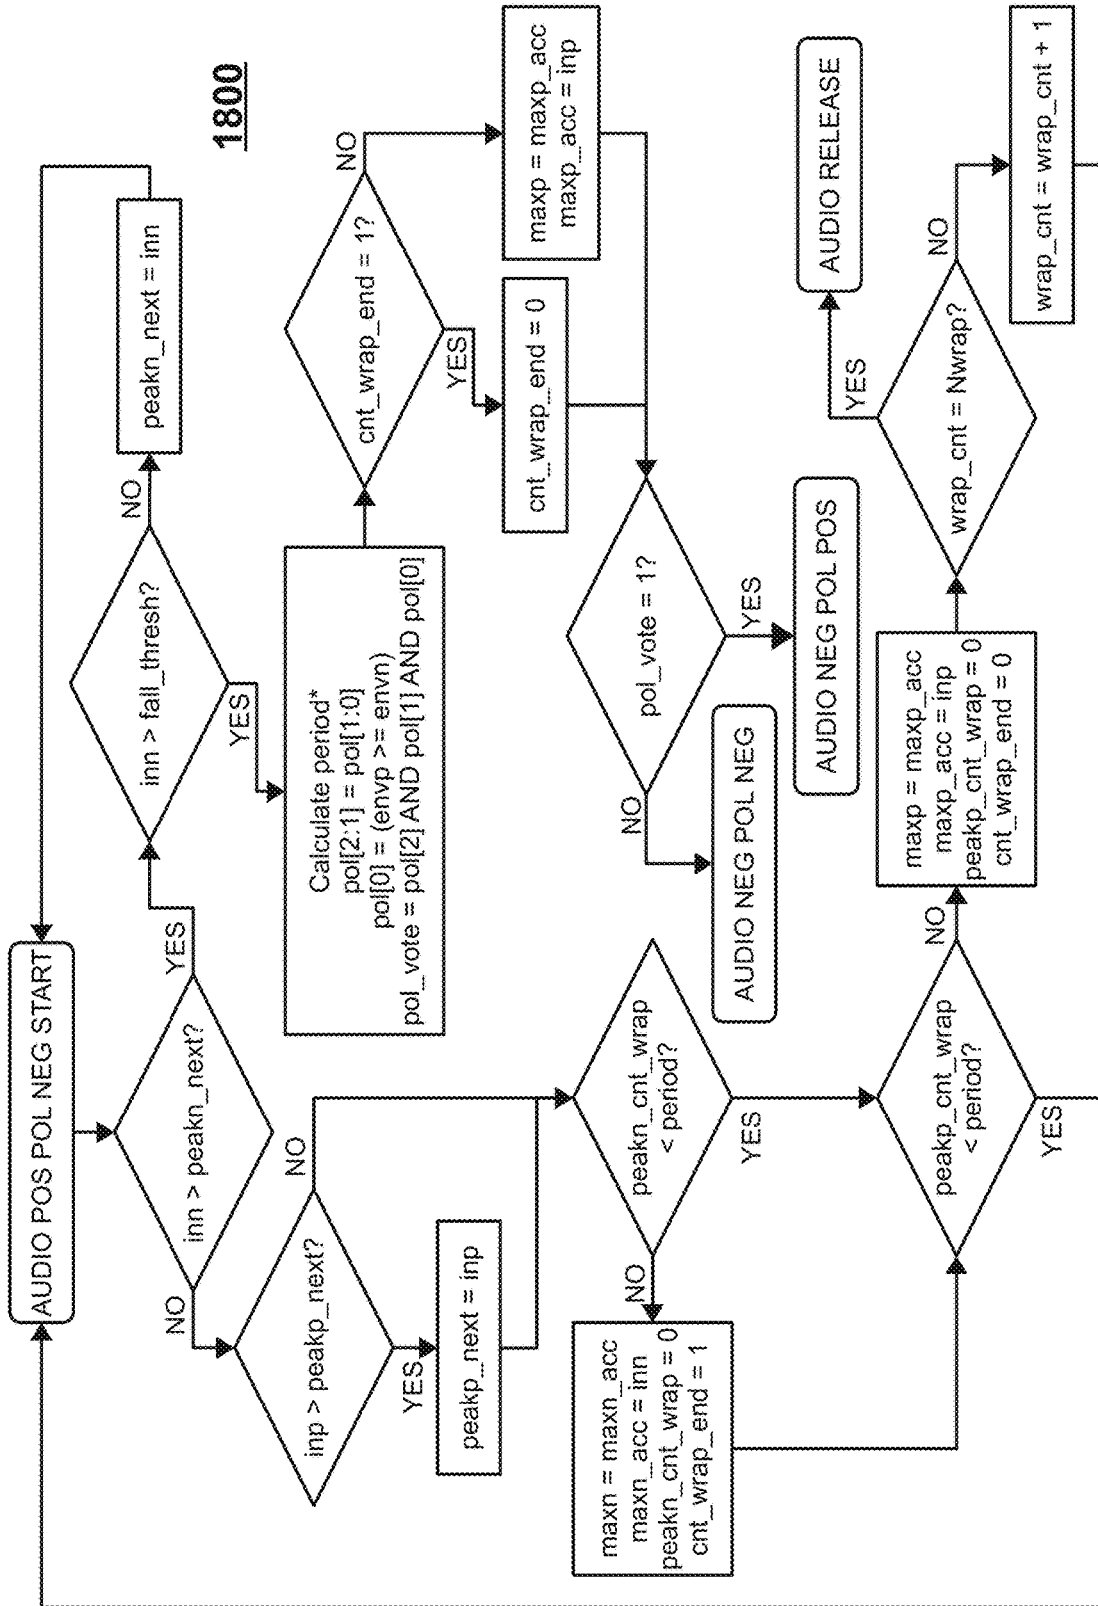 1800
AUDIO POS POL NEG START
inn > peakn_next?
YES
NO
inn > fall_thresh?
NO
YES
peakn_next = inn
Calculate period*
pol[2:1] = pol[1:0]
pol[0] = (envp >= envn)
pol_vote = pol[2] AND pol[1] AND pol[0]
cnt_wrap_end = 1?
NO
YES
maxp = maxp_acc
maxp_acc = inp
cnt_wrap_end = 0
pol_vote = 1?
NO
YES
AUDIO NEG POL NEG
AUDIO NEG POL POS
inp > peakp_next?
NO
YES
peakp_next = inp
peakn_cnt_wrap
< period?
NO
YES
maxn = maxn_acc
maxn_acc = inn
peakn_cnt_wrap = 0
cnt_wrap_end = 1
peakp_cnt_wrap
< period?
NO
YES
maxp = maxp_acc
maxp_acc = inp
peakp_cnt_wrap = 0
cnt_wrap_end = 0
wrap_cnt = Nwrap?
YES
NO
AUDIO RELEASE
wrap_cnt = wrap_cnt + 1